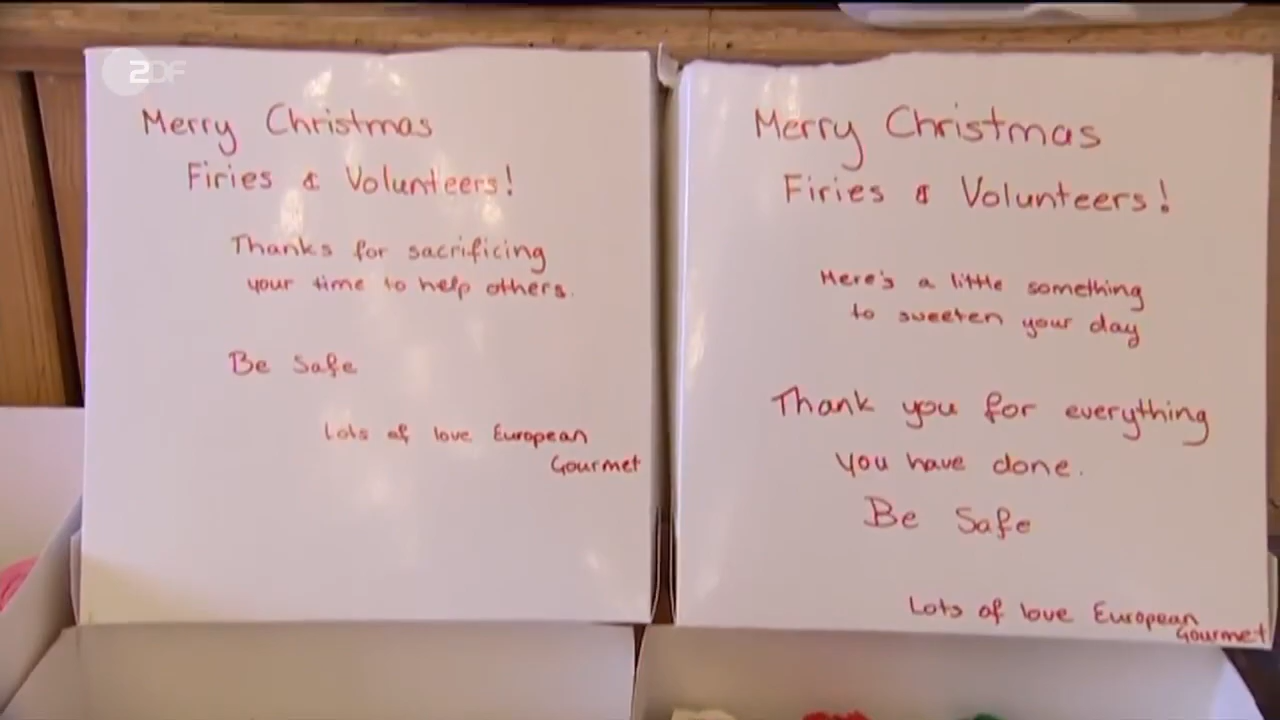 ZDF
Merry Christmas
Firies & Volunteers!
Thanks for sacrificing
your time to help others.
Be Safe
Lots of love European
Gourmet
Merry Christmas
Firies & Volunteers!
Here's a little something
to sweeten your day
Thank you for everything
you have done.
Be Safe
Lots of love European
Gourmet